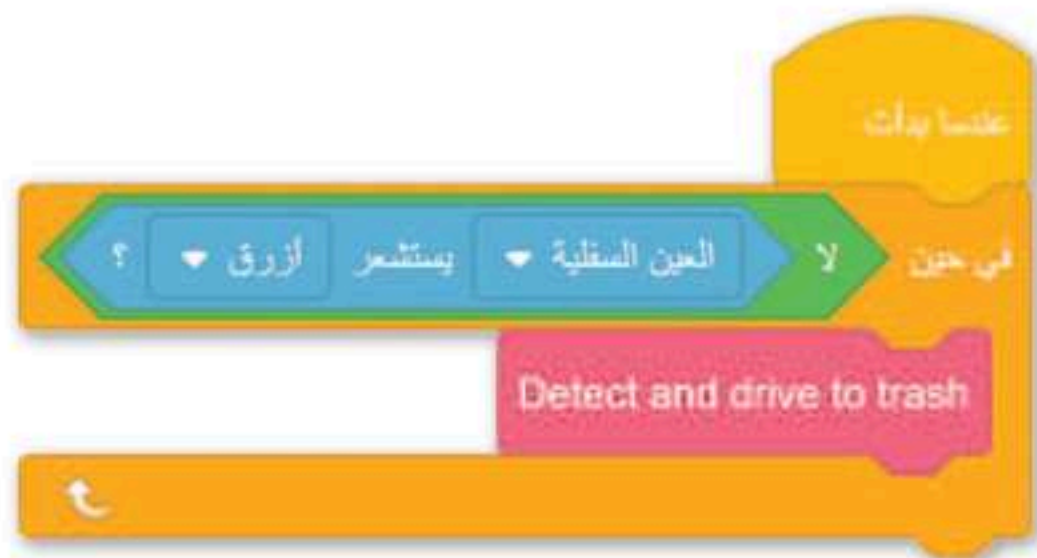 عندما بدأت
في حين لا العين السفلية يستشعر أزرق ؟
Detect and drive to trash